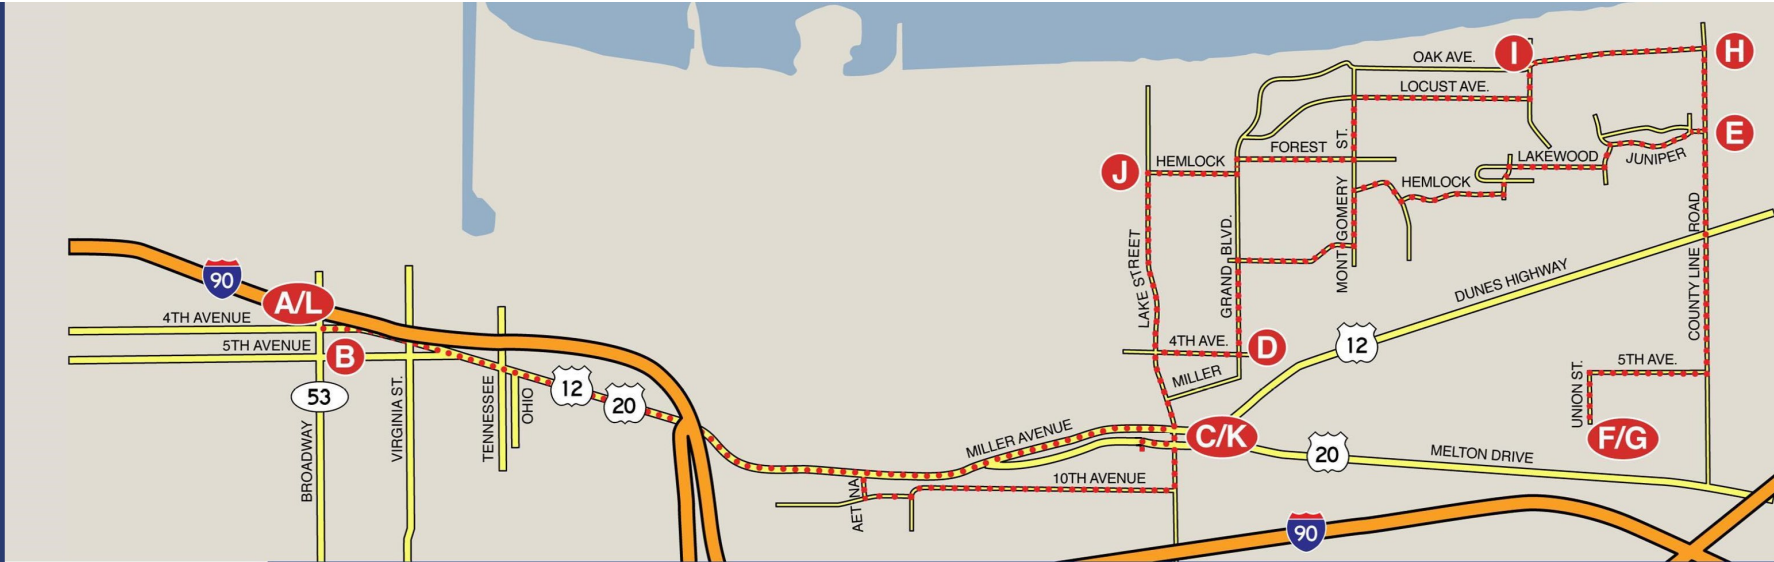 OAK AVE.
I
H
LOCUST AVE.
E
FOREST
ST.
HEMLOCK
LAKEWOOD
JUNIPER
J
HEMLOCK
MONTGOMERY
GRAND BLVD.
LAKE STREET
COUNTY LINE ROAD
DUNES HIGHWAY
90
A/L
4TH AVENUE
5TH AVENUE
B
4TH AVE.
D
12
MILLER
5TH AVE.
UNION ST.
F/G
53
BROADWAY
VIRGINIA ST.
TENNESSEE
OHIO
12
20
MILLER AVENUE
C/K
20
MELTON DRIVE
10TH AVENUE
AETNA
90